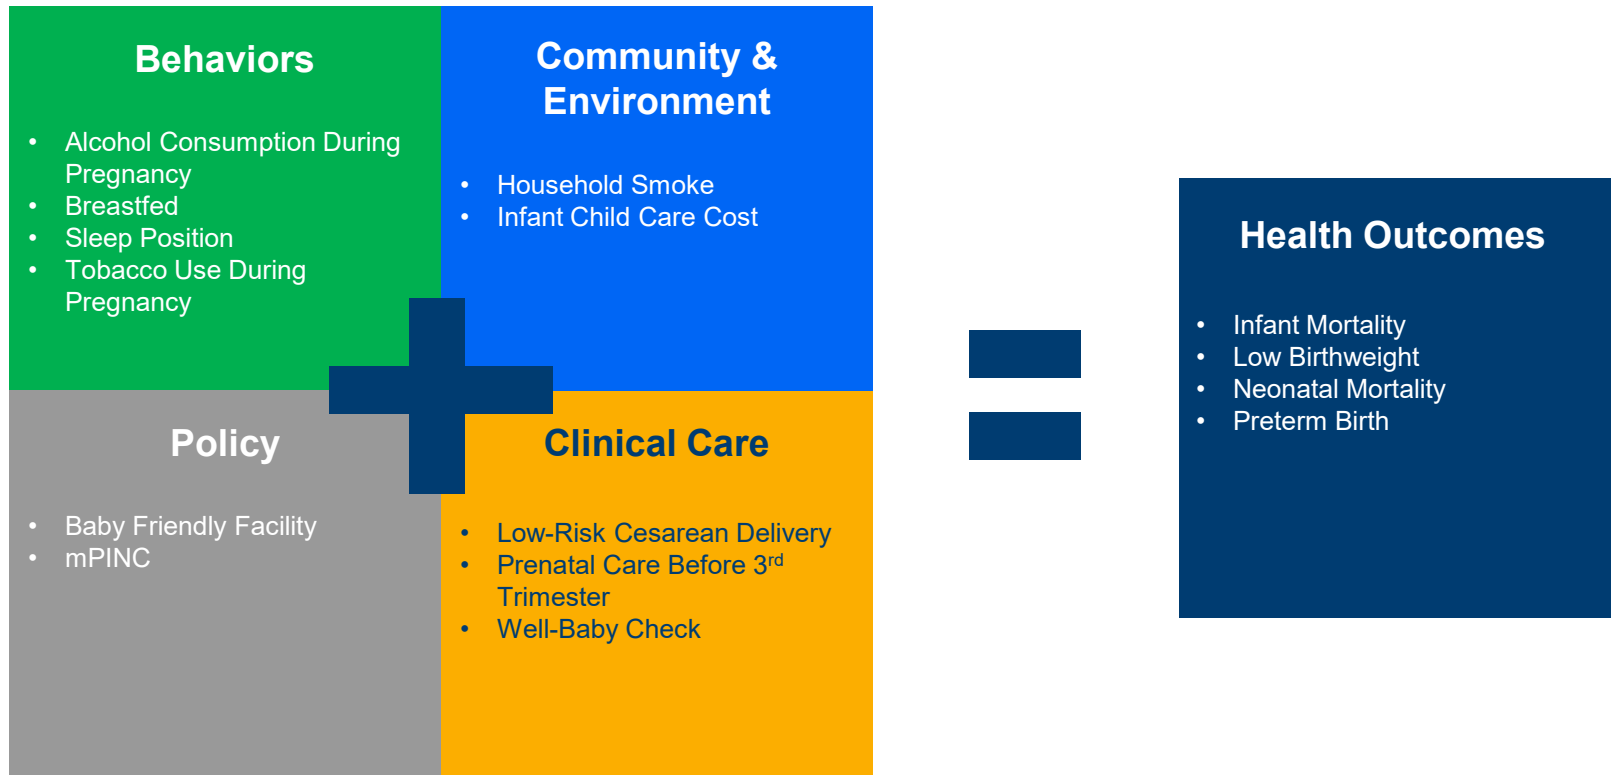 Behaviors
• Alcohol Consumption During
Pregnancy
• Breastfed
• Sleep Position
• Tobacco Use During
Pregnancy
Community &
Environment
• Household Smoke
• Infant Child Care Cost
Policy
• Baby Friendly Facility
• mPINC
Clinical Care
• Low-Risk Cesarean Delivery
• Prenatal Care Before 3rd
Trimester
• Well-Baby Check
Health Outcomes
• Infant Mortality
• Low Birthweight
• Neonatal Mortality
• Preterm Birth